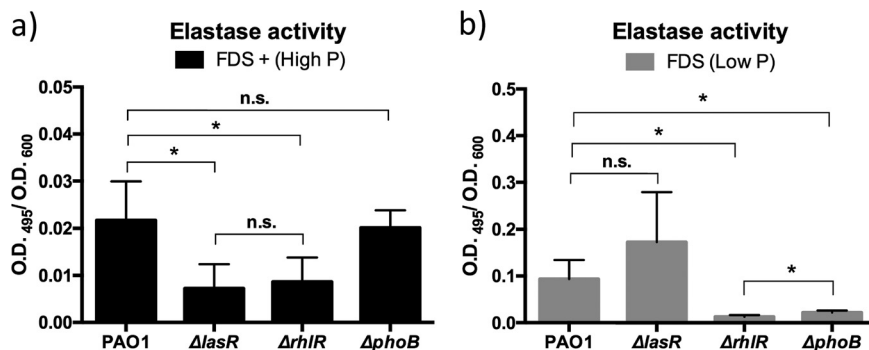 a)
Elastase activity
FDS + (High P)
O.D. 495/ O.D. 600
0.05
0.04
0.03
0.02
0.01
0.00
n.s.
*
*
n.s.
PAO1 ΔlasR ΔrhlR ΔphoB
b)
Elastase activity
FDS (Low P)
O.D. 495/ O.D. 600
0.5
0.4
0.3
0.2
0.1
0.0
*
*
n.s.
*
PAO1 ΔlasR ΔrhlR ΔphoB